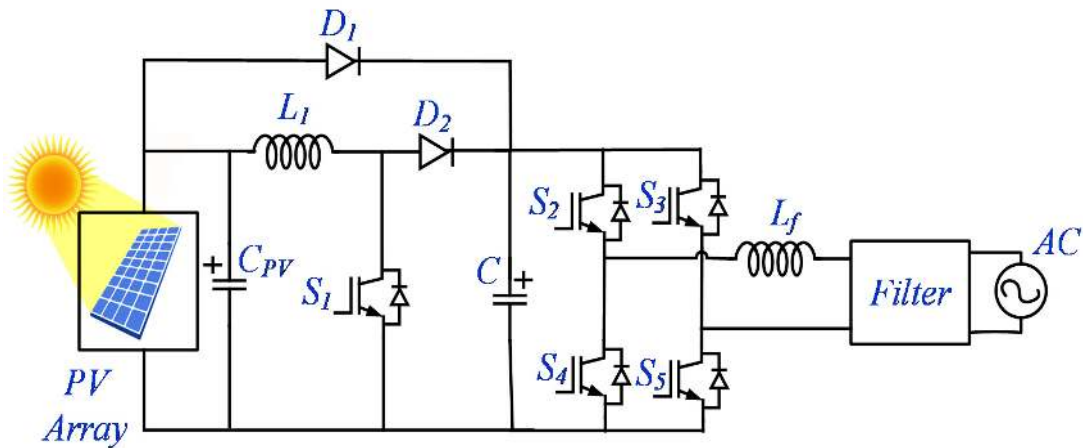 D1
L1
D2
S2
S3
Lf
AC
CPV
+
S1
C
+
Filter
S4
S5
PV
Array